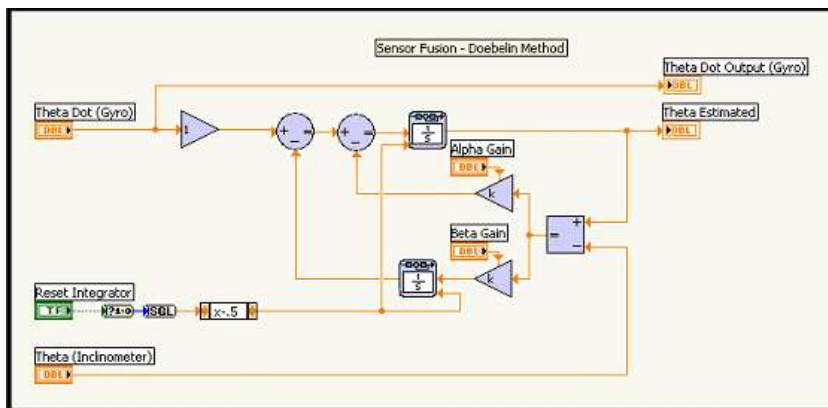 Sensor Fusion - Doebelin Method
Theta Dot Output (Gyro)
DBL
Theta Dot (Gyro)
DBL
1
+ - =
+ - =
1/S
Theta Estimated
DBL
Alpha Gain
DBL
k
+
=
-
Beta Gain
DBL
k
1/S
Reset Integrator
TF
?1:0
SGL
x-.5
Theta (Inclinometer)
DBL